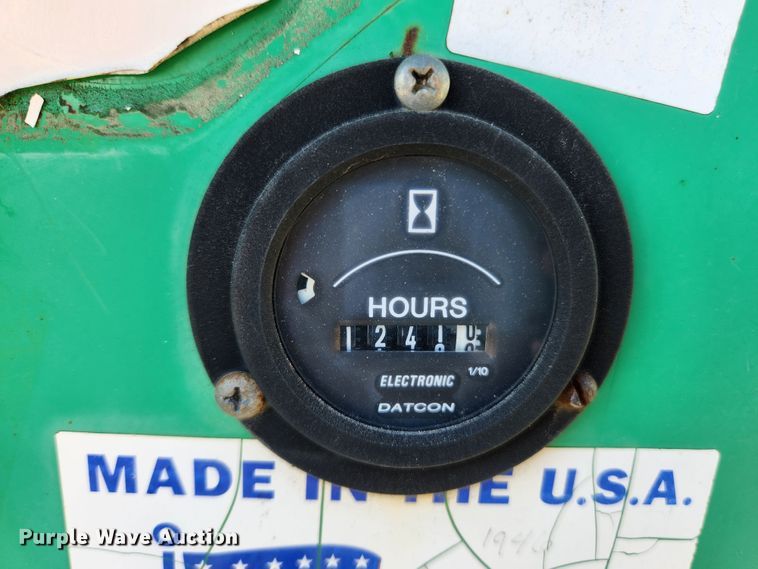 HOURS
1241
1/10
ELECTRONIC
DATCON
MADE IN THE U.S.A.
Purple Wave Auction